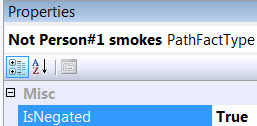 Properties
Not Person#1 smokes PathFactType
Misc
IsNegated True